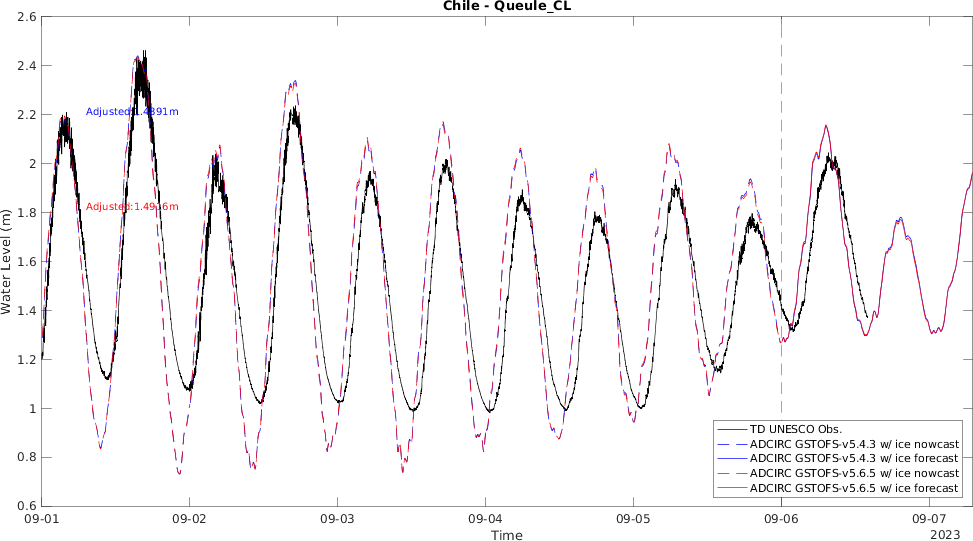 Chile - Queule_CL
2.6
2.4
2.2
2
1.8
1.6
1.4
1.2
1
0.8
0.6
Water Level (m)
Adjusted:1.4391m
Adjusted:1.4916m
TD UNESCO Obs.
ADCIRC GSTOFS-v5.4.3 w/ ice nowcast
ADCIRC GSTOFS-v5.4.3 w/ ice forecast
ADCIRC GSTOFS-v5.6.5 w/ ice nowcast
ADCIRC GSTOFS-v5.6.5 w/ ice forecast
09-01 09-02 09-03 09-04 09-05 09-06 09-07
Time
2023